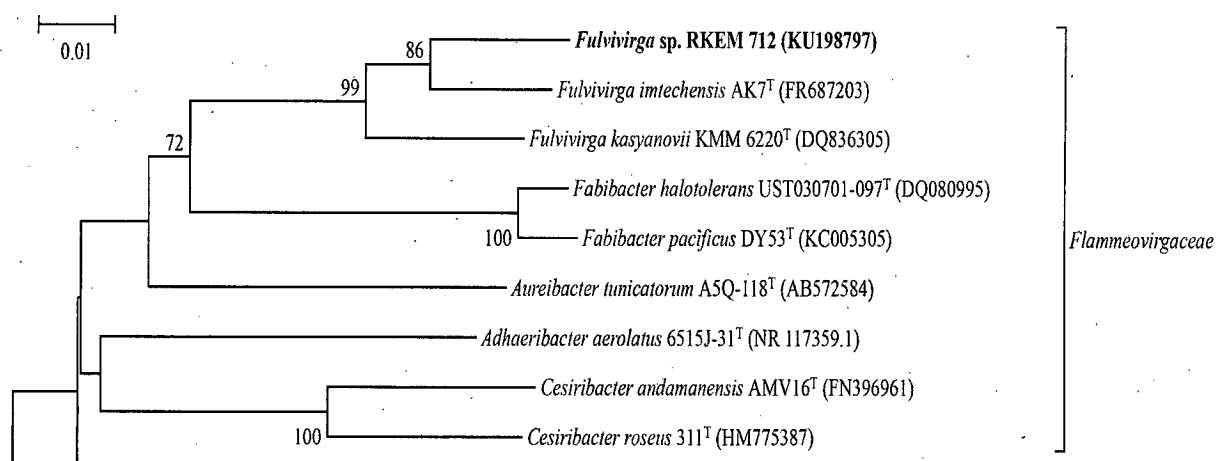 0.01
86
Fulvivirga sp. RKEM 712 (KU198797)
99
Fulvivirga imtechensis AK7ᵀ (FR687203)
72
Fulvivirga kasyanovii KMM 6220ᵀ (DQ836305)
Fabibacter halotolerans UST030701-097ᵀ (DQ080995)
100
Fabibacter pacificus DY53ᵀ (KC005305)
Flammeovirgaceae
Aureibacter tunicatorum A5Q-118ᵀ (AB572584)
Adhaeribacter aerolatus 6515J-31ᵀ (NR 117359.1)
Cesiribacter andamanensis AMV16ᵀ (FN396961)
100
Cesiribacter roseus 311ᵀ (HM775387)